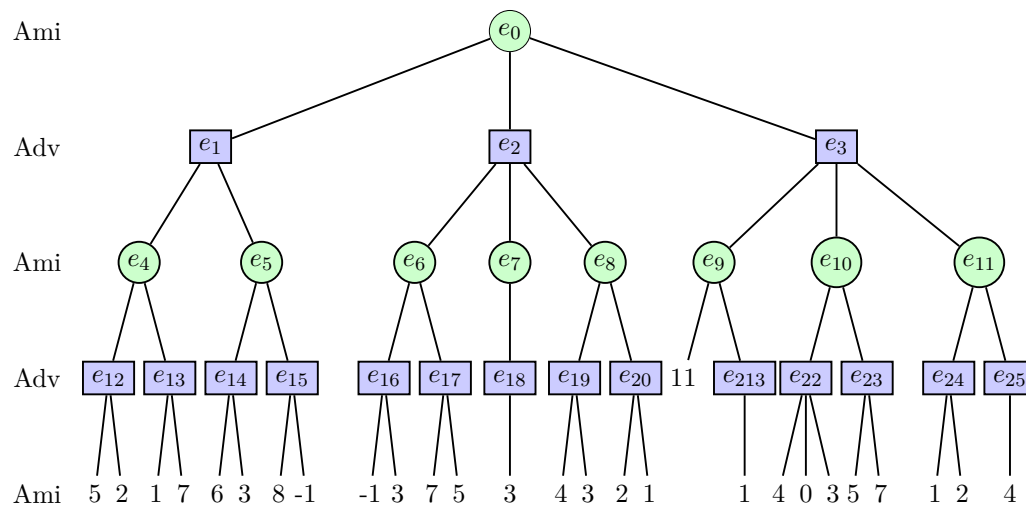 Ami e0
Adv e1 e2 e3
Ami e4 e5 e6 e7 e8 e9 e10 e11
Adv e12 e13 e14 e15 e16 e17 e18 e19 e20 11 e213 e22 e23 e24 e25
Ami 5 2 1 7 6 3 8 -1 -1 3 7 5 3 4 3 2 1 1 4 0 3 5 7 1 2 4